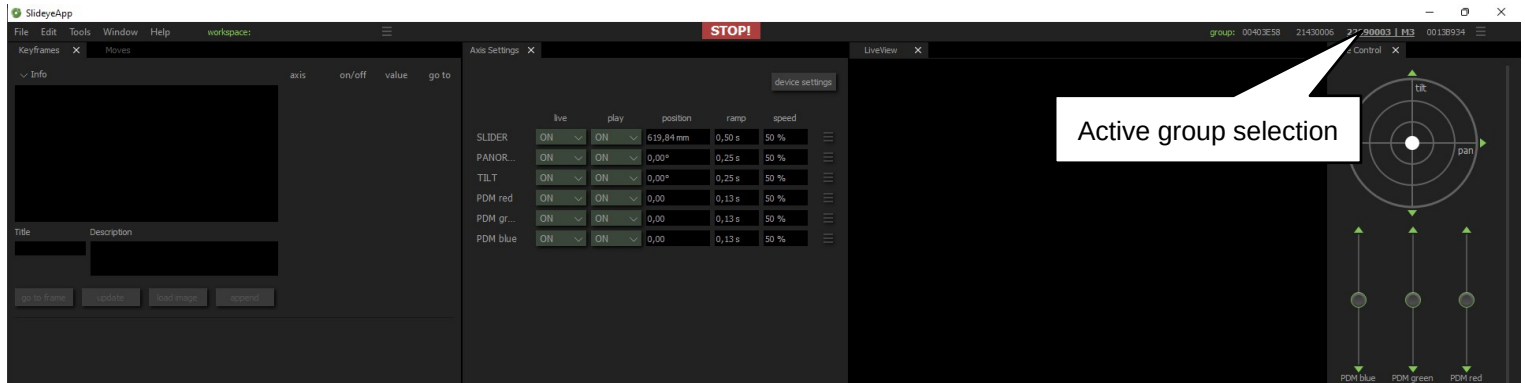 SlideyeApp
File Edit Tools Window Help workspace: STOP! group: 00403E58 21430006 | M3 0013B934
Keyframes Moves Axis Settings LiveView Control
Info axis on/off value go to
device settings
tilt
Active group selection
live play position ramp speed
SLIDER ON ON 619,84 mm 0,50 s 50 %
pan
PANOR... ON ON 0,00° 0,25 s 50 %
TILT ON ON 0,00° 0,25 s 50 %
PDM red ON ON 0,00 0,13 s 50 %
PDM gr... ON ON 0,00 0,13 s 50 %
Title Description
PDM blue ON ON 0,00 0,13 s 50 %
go to frame update load image append
PDM blue PDM green PDM red